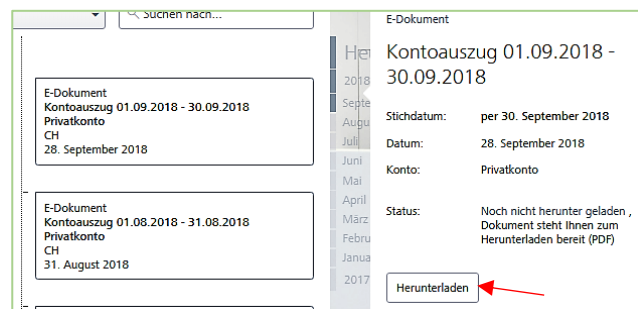 Suchen nach...
E-Dokument
Kontoauszug 01.09.2018 - 30.09.2018
Privatkonto
CH
28. September 2018
E-Dokument
Kontoauszug 01.08.2018 - 31.08.2018
Privatkonto
CH
31. August 2018
2018
Juli
Juni
Mai
April
März
2017
E-Dokument
Kontoauszug 01.09.2018 -
30.09.2018
Stichdatum: per 30. September 2018
Datum: 28. September 2018
Konto: Privatkonto
Status: Noch nicht herunter geladen ,
Dokument steht Ihnen zum
Herunterladen bereit (PDF)
Herunterladen